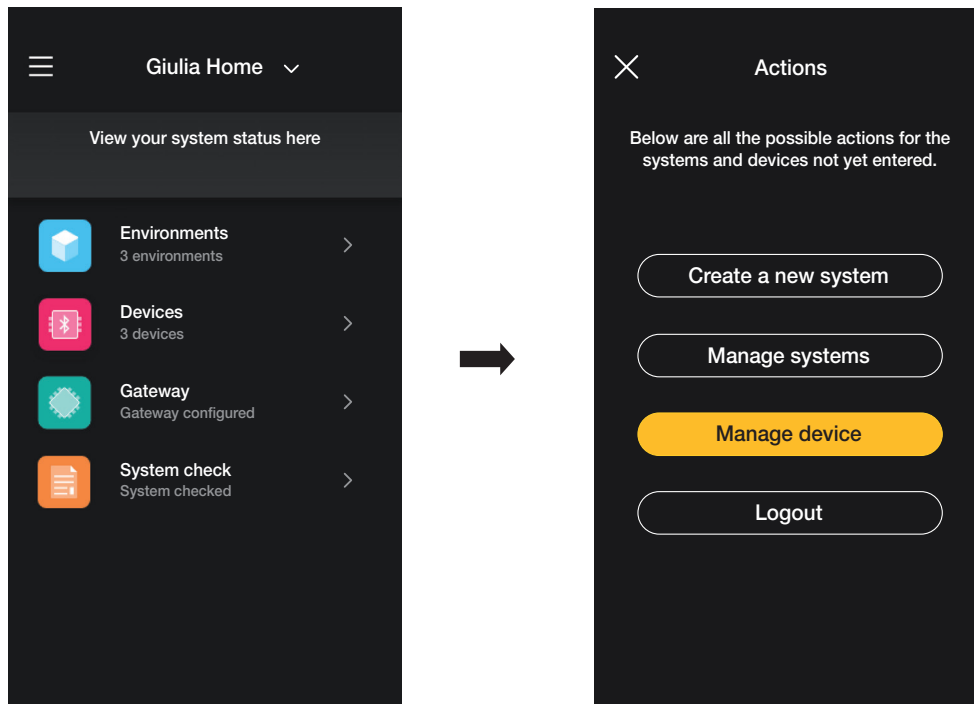 Giulia Home
View your system status here
Environments
3 environments
Devices
3 devices
Gateway
Gateway configured
System check
System checked
Actions
Below are all the possible actions for the
systems and devices not yet entered.
Create a new system
Manage systems
Manage device
Logout